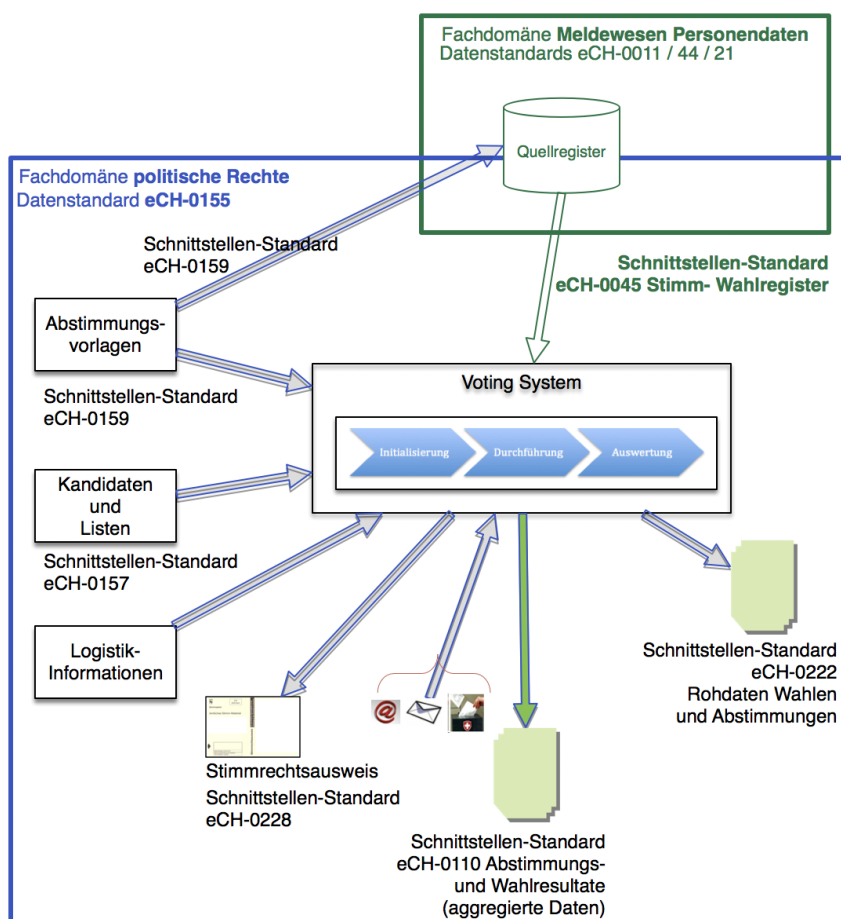 Fachdomäne Meldewesen Personendaten
Datenstandards eCH-0011 / 44 / 21
Quellregister
Fachdomäne politische Rechte
Datenstandard eCH-0155
Schnittstellen-Standard
eCH-0159
Schnittstellen-Standard
eCH-0045 Stimm- Wahlregister
Abstimmungs-
vorlagen
Schnittstellen-Standard
eCH-0159
Voting System
Initialisierung
Durchführung
Auswertung
Kandidaten
und
Listen
Schnittstellen-Standard
eCH-0157
Logistik-
Informationen
Schnittstellen-Standard
eCH-0222
Rohdaten Wahlen
und Abstimmungen
@
Stimmrechtsausweis
Schnittstellen-Standard
eCH-0228
Schnittstellen-Standard
eCH-0110 Abstimmungs-
und Wahlresultate
(aggregierte Daten)